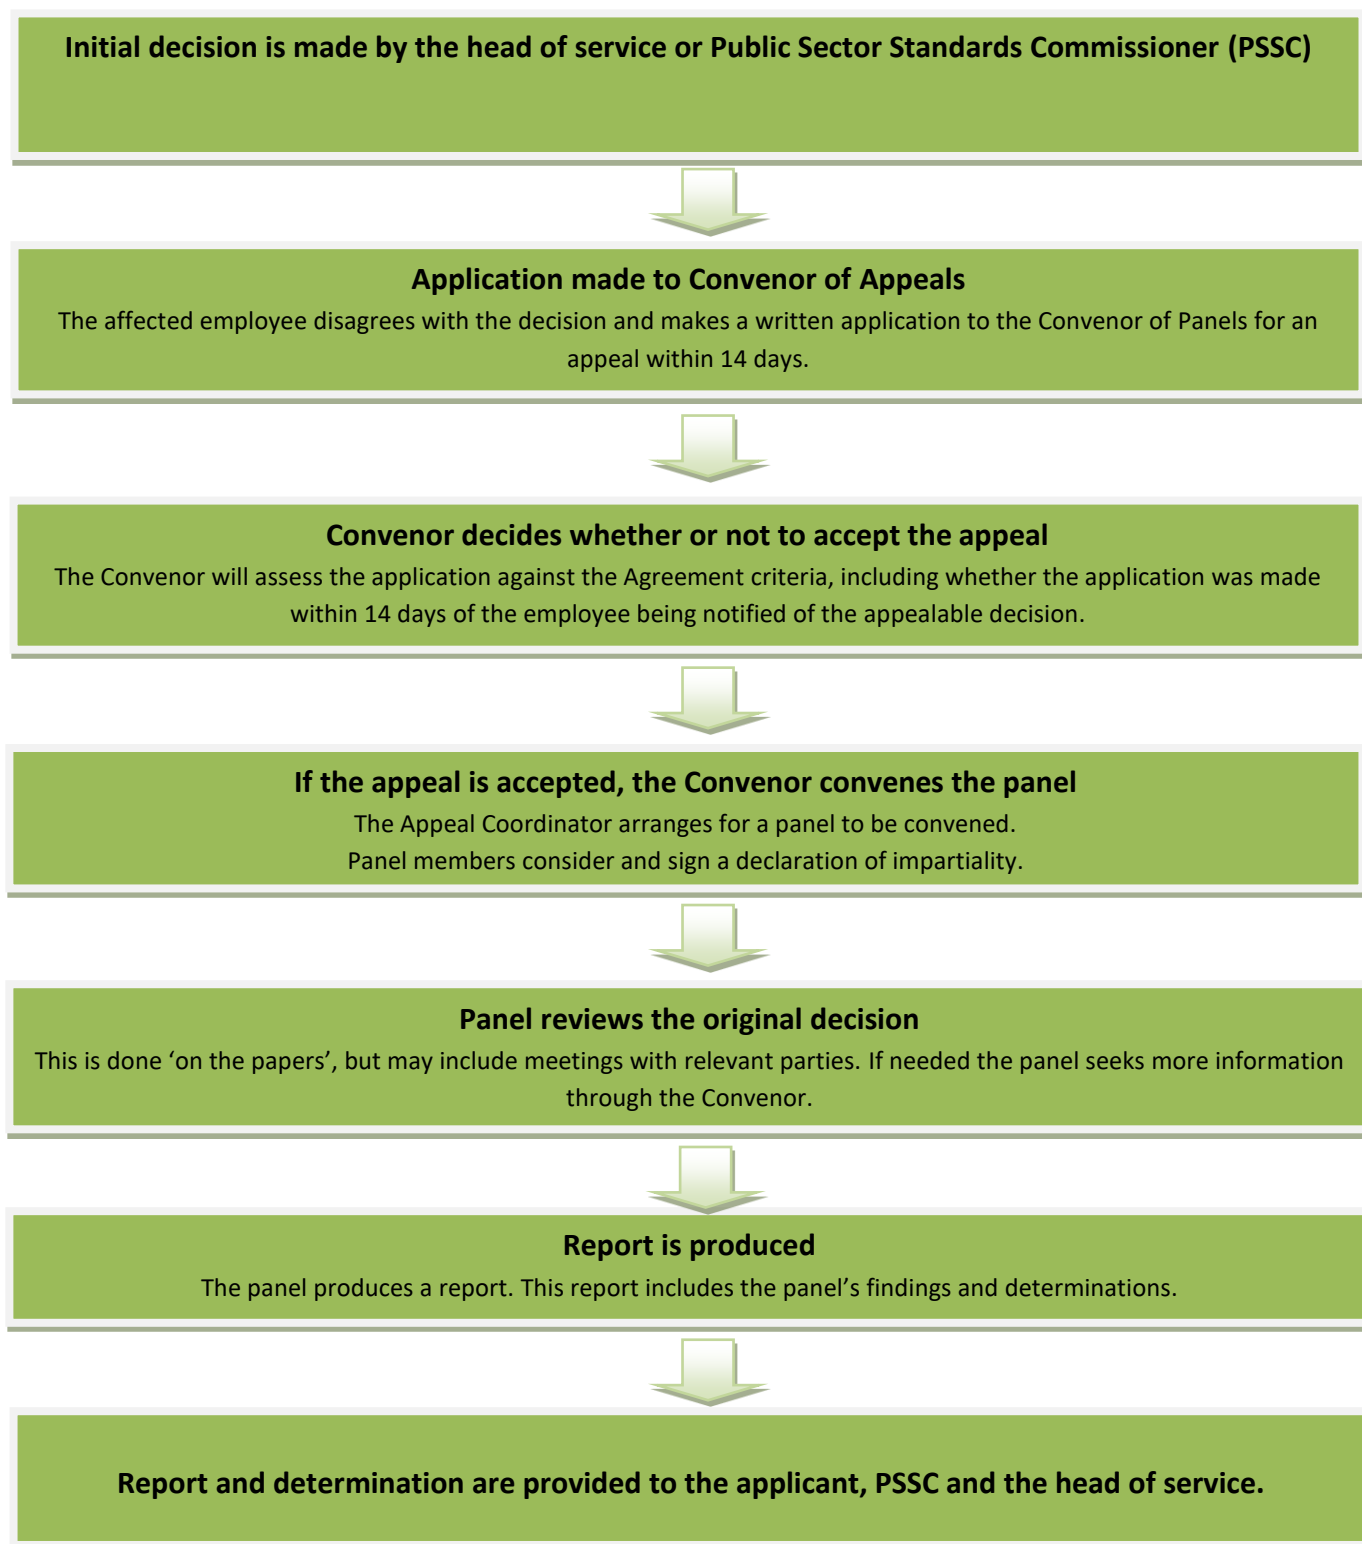 Initial decision is made by the head of service or Public Sector Standards Commissioner (PSSC)
Application made to Convenor of Appeals
The affected employee disagrees with the decision and makes a written application to the Convenor of Panels for an
appeal within 14 days.
Convenor decides whether or not to accept the appeal
The Convenor will assess the application against the Agreement criteria, including whether the application was made
within 14 days of the employee being notified of the appealable decision.
If the appeal is accepted, the Convenor convenes the panel
The Appeal Coordinator arranges for a panel to be convened.
Panel members consider and sign a declaration of impartiality.
Panel reviews the original decision
This is done ‘on the papers’, but may include meetings with relevant parties. If needed the panel seeks more information
through the Convenor.
Report is produced
The panel produces a report. This report includes the panel’s findings and determinations.
Report and determination are provided to the applicant, PSSC and the head of service.